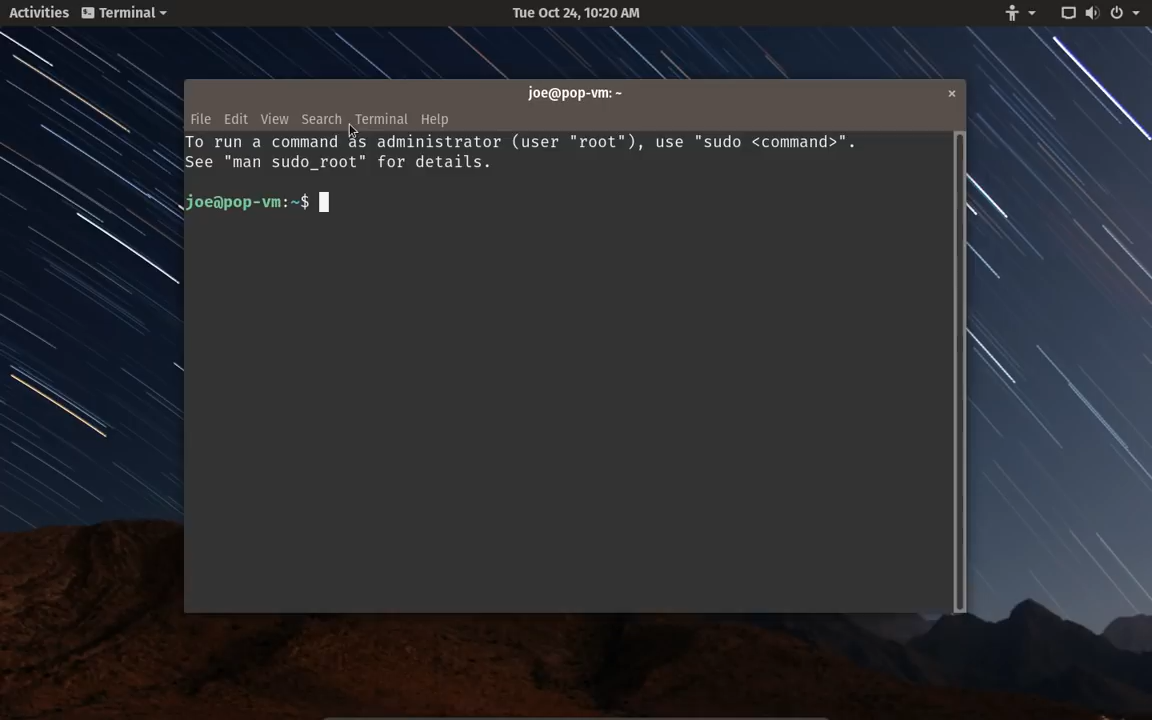 Activities Terminal Tue Oct 24, 10:20 AM
joe@pop-vm: ~ ×
File Edit View Search Terminal Help
To run a command as administrator (user "root"), use "sudo <command>".
See "man sudo_root" for details.
joe@pop-vm:~$